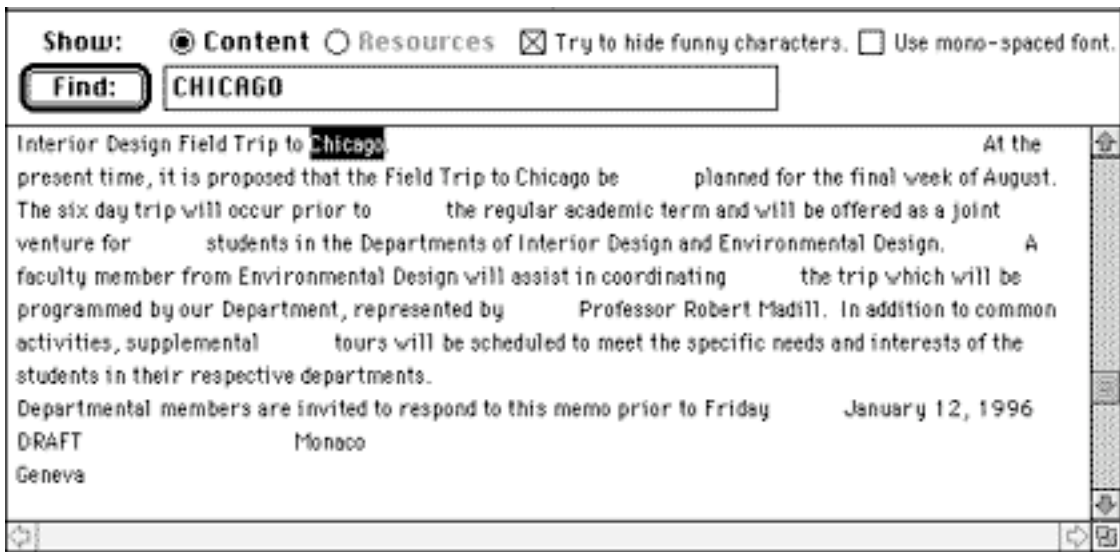 Show: Content Resources Try to hide funny characters. Use mono-spaced font.
Find: CHICAGO
Interior Design Field Trip to Chicago. At the
present time, it is proposed that the Field Trip to Chicago be planned for the final week of August.
The six day trip will occur prior to the regular academic term and will be offered as a joint
venture for students in the Departments of Interior Design and Environmental Design. A
faculty member from Environmental Design will assist in coordinating the trip which will be
programmed by our Department, represented by Professor Robert Madill. In addition to common
activities, supplemental tours will be scheduled to meet the specific needs and interests of the
students in their respective departments.
Departmental members are invited to respond to this memo prior to Friday January 12, 1996
DRAFT Monaco
Geneva